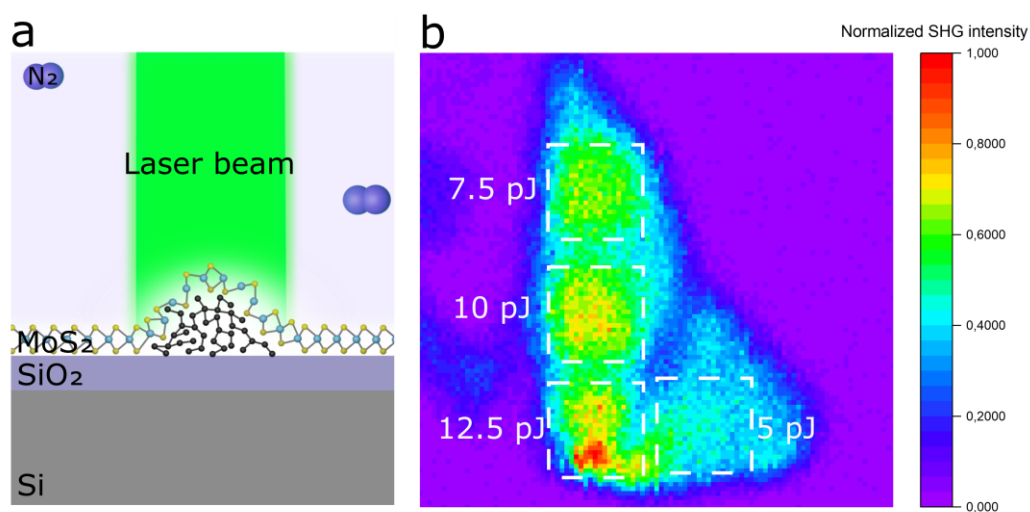 a
N₂
Laser beam
MoS₂
SiO₂
Si
b
7.5 pJ
10 pJ
12.5 pJ
5 pJ
Normalized SHG intensity
1,000
0,8000
0,6000
0,4000
0,2000
0,000